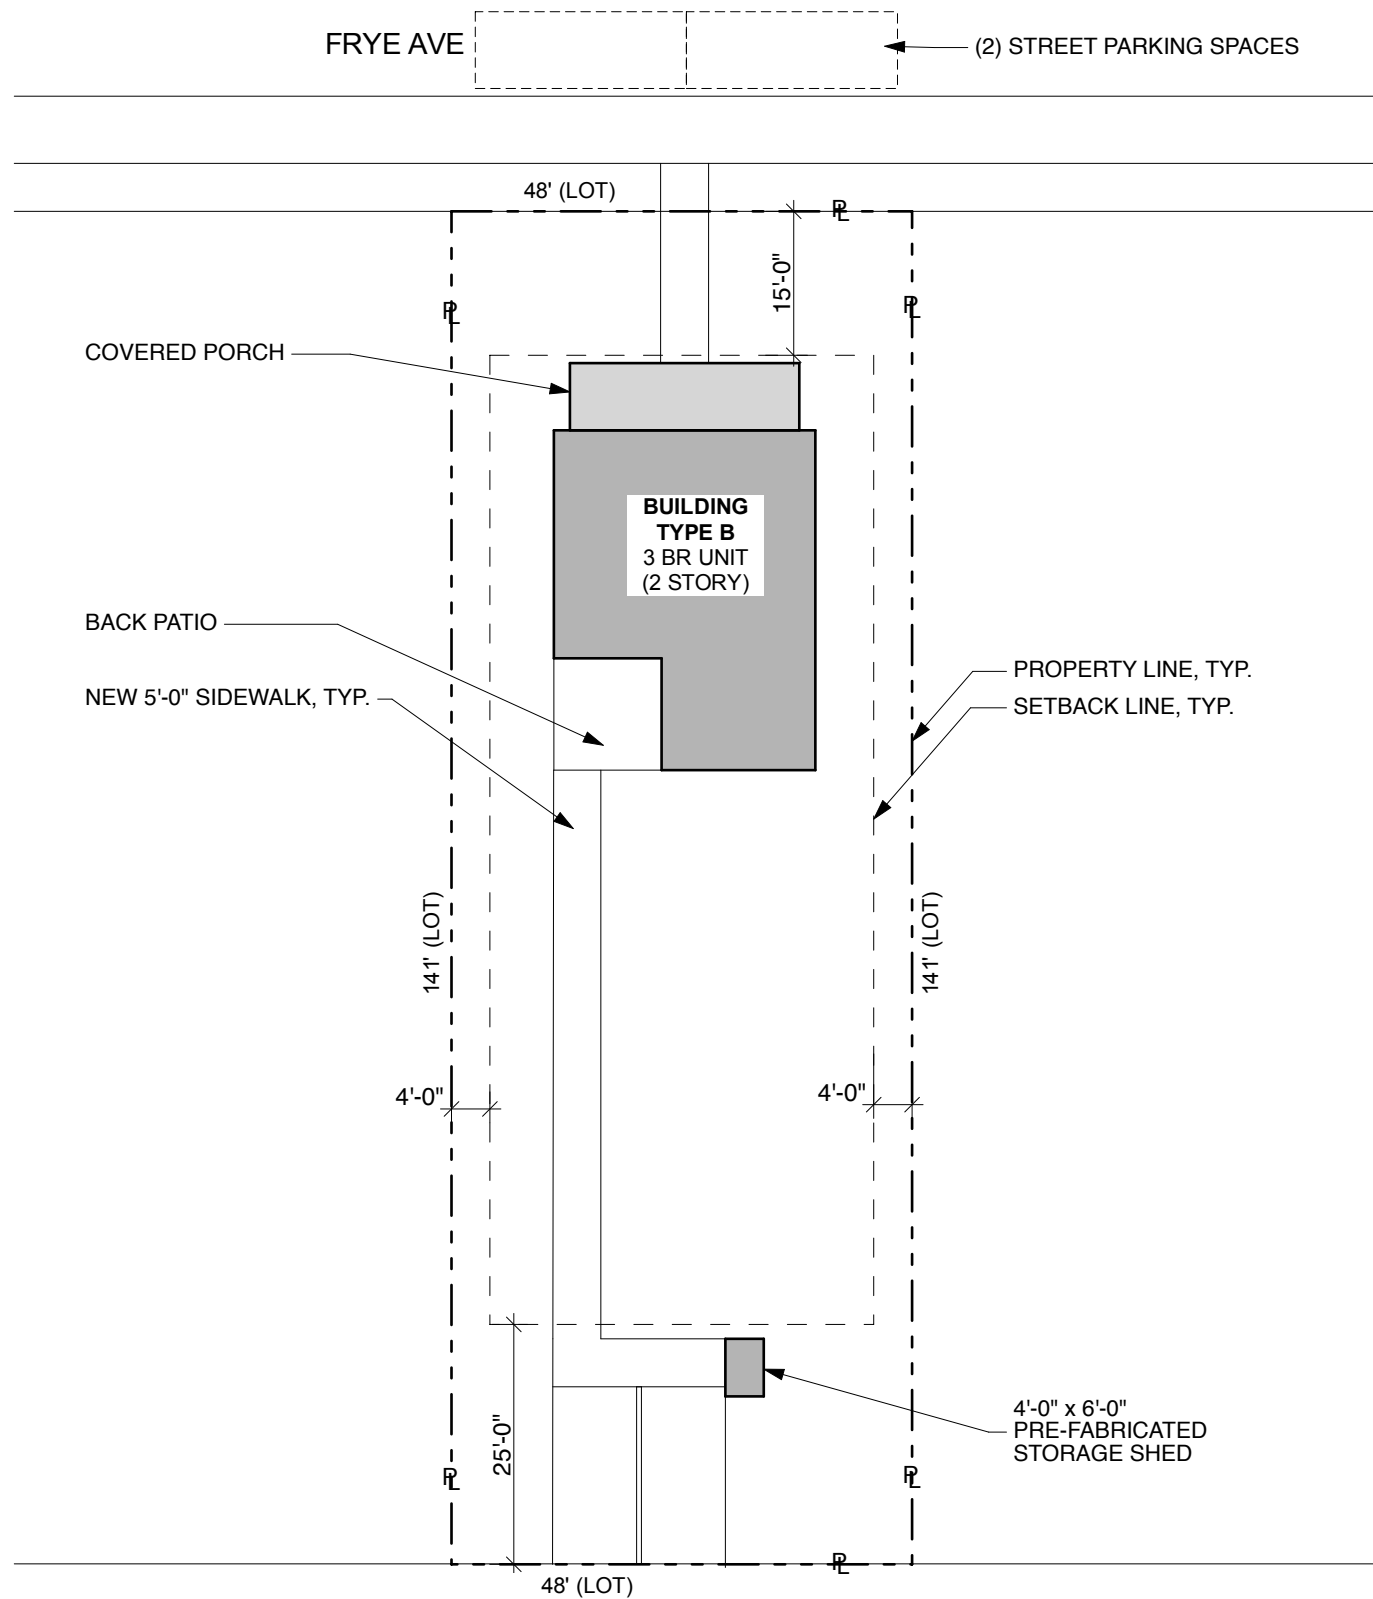 FRYE AVE
(2) STREET PARKING SPACES
48' (LOT)
PL
15'-0"
PL
PL
COVERED PORCH
BUILDING
TYPE B
3 BR UNIT
(2 STORY)
BACK PATIO
NEW 5'-0" SIDEWALK, TYP.
PROPERTY LINE, TYP.
SETBACK LINE, TYP.
141' (LOT)
141' (LOT)
4'-0"
4'-0"
25'-0"
4'-0" x 6'-0"
PRE-FABRICATED
STORAGE SHED
PL
PL
PL
48' (LOT)